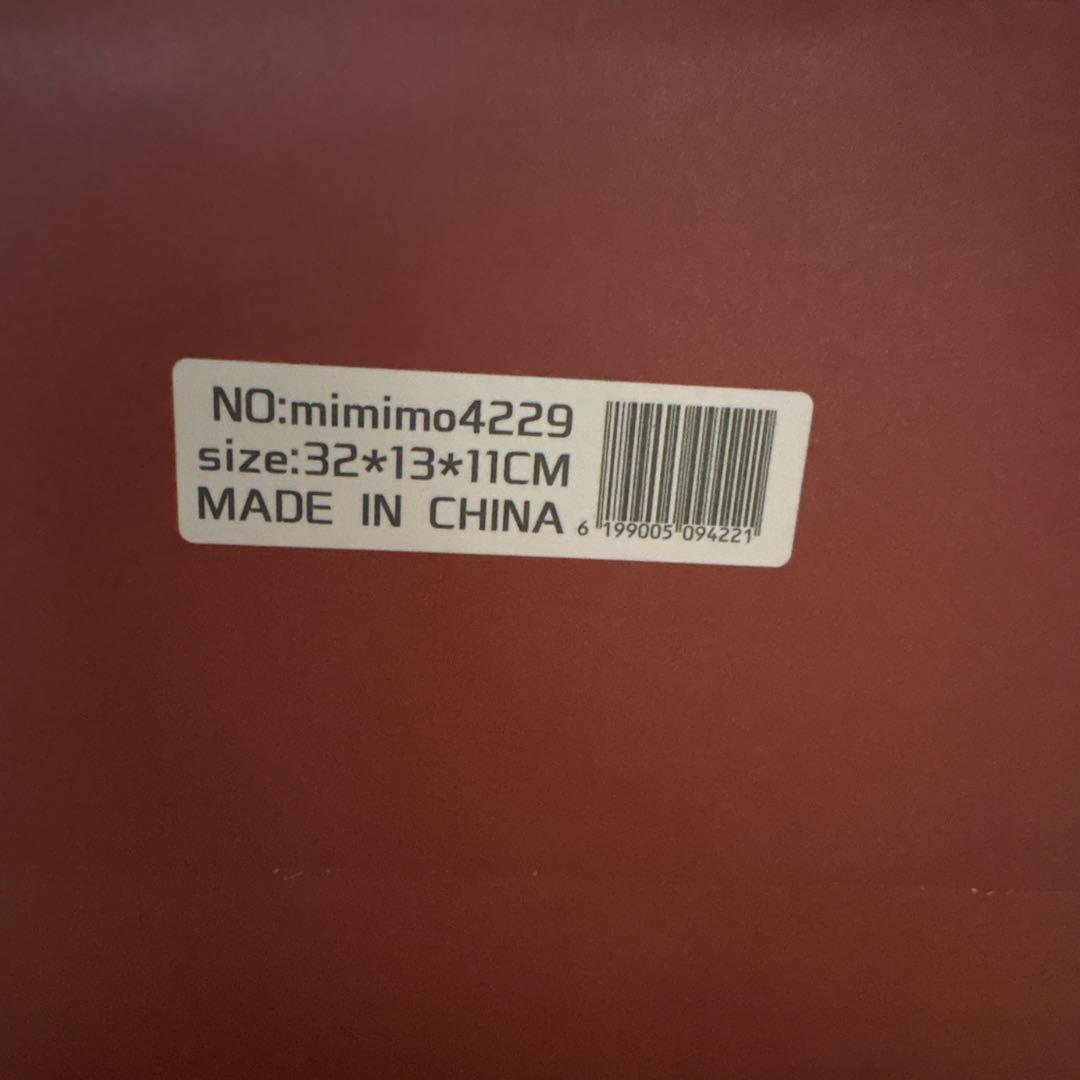 NO:mimimo4229
size:32*13*11CM
MADE IN CHINA
6 199005 094221